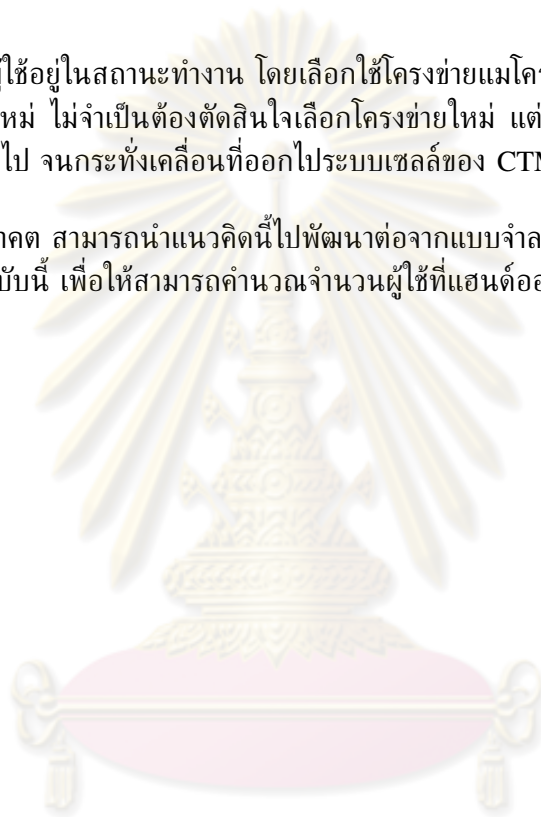 ใช้อยู่ในสถานะทำงาน โดยเลือกใช้โครงข่ายแมโคร
หม่ ไม่จำเป็นต้องตัดสินใจเลือกโครงข่ายใหม่ แต่
ไป จนกระทั่งเคลื่อนที่ออกไประบบเซลล์ของ CTM
าคต สามารถนำแนวคิดนี้ไปพัฒนาต่อจากแบบจำล
บับนี้ เพื่อให้สามารถคำนวณจำนวนผู้ใช้ที่แฮนด์ออ